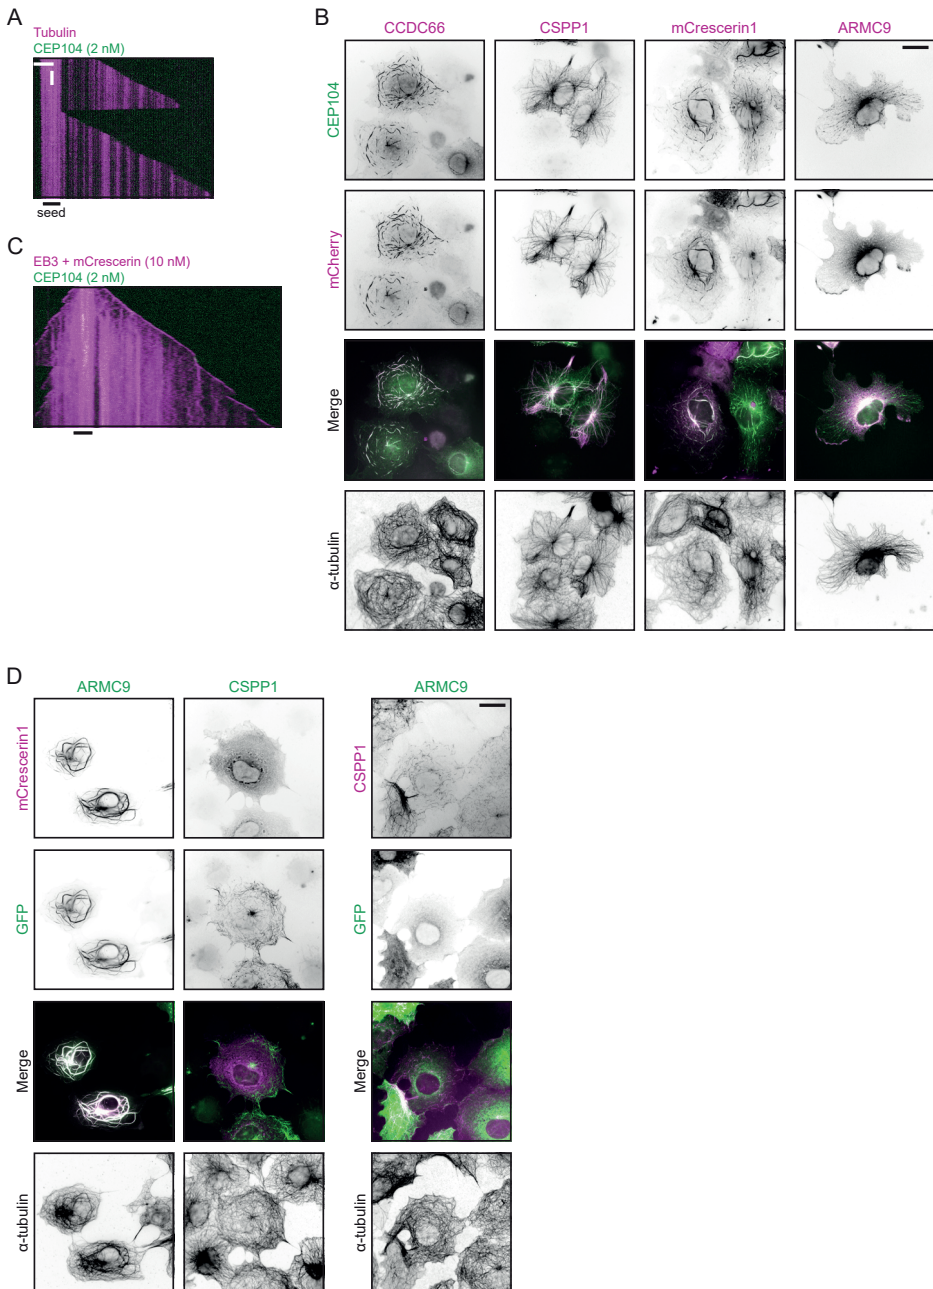 A
Tubulin
CEP104 (2 nM)
seed
B
CCDC66
CSPP1
mCrescerin1
ARMC9
CEP104
mCherry
Merge
α-tubulin
C
EB3 + mCrescerin (10 nM)
CEP104 (2 nM)
D
ARMC9
CSPP1
ARMC9
mCrescerin1
CSPP1
GFP
GFP
Merge
Merge
α-tubulin
α-tubulin